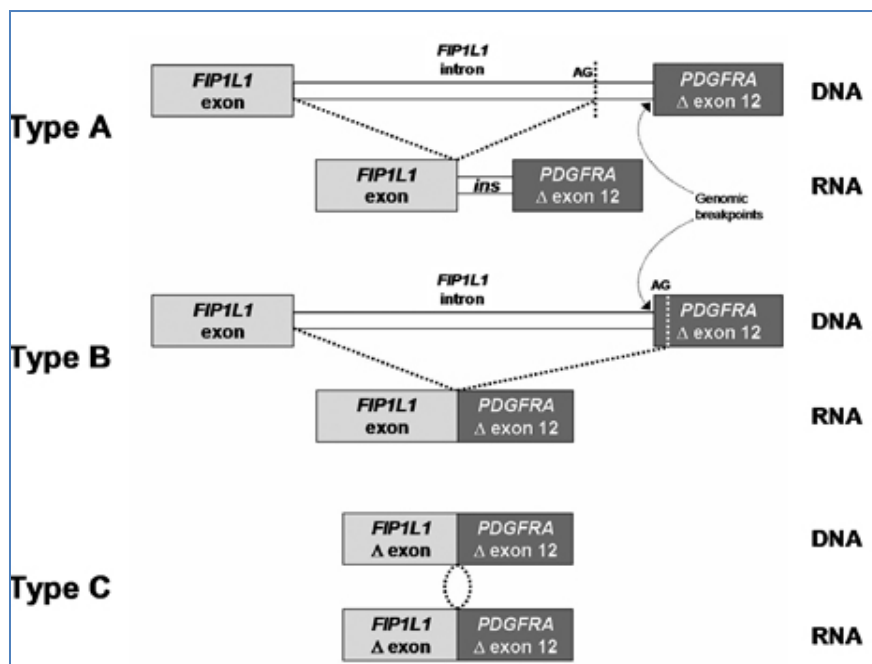 FIP1L1
intron
AG
FIP1L1
exon
PDGFRA
Δ exon 12
DNA
Type A
FIP1L1
exon
ins
PDGFRA
Δ exon 12
RNA
Genomic
breakpoints
FIP1L1
intron
AG
FIP1L1
exon
PDGFRA
Δ exon 12
DNA
Type B
FIP1L1
exon
PDGFRA
Δ exon 12
RNA
FIP1L1
Δ exon
PDGFRA
Δ exon 12
DNA
Type C
FIP1L1
Δ exon
PDGFRA
Δ exon 12
RNA